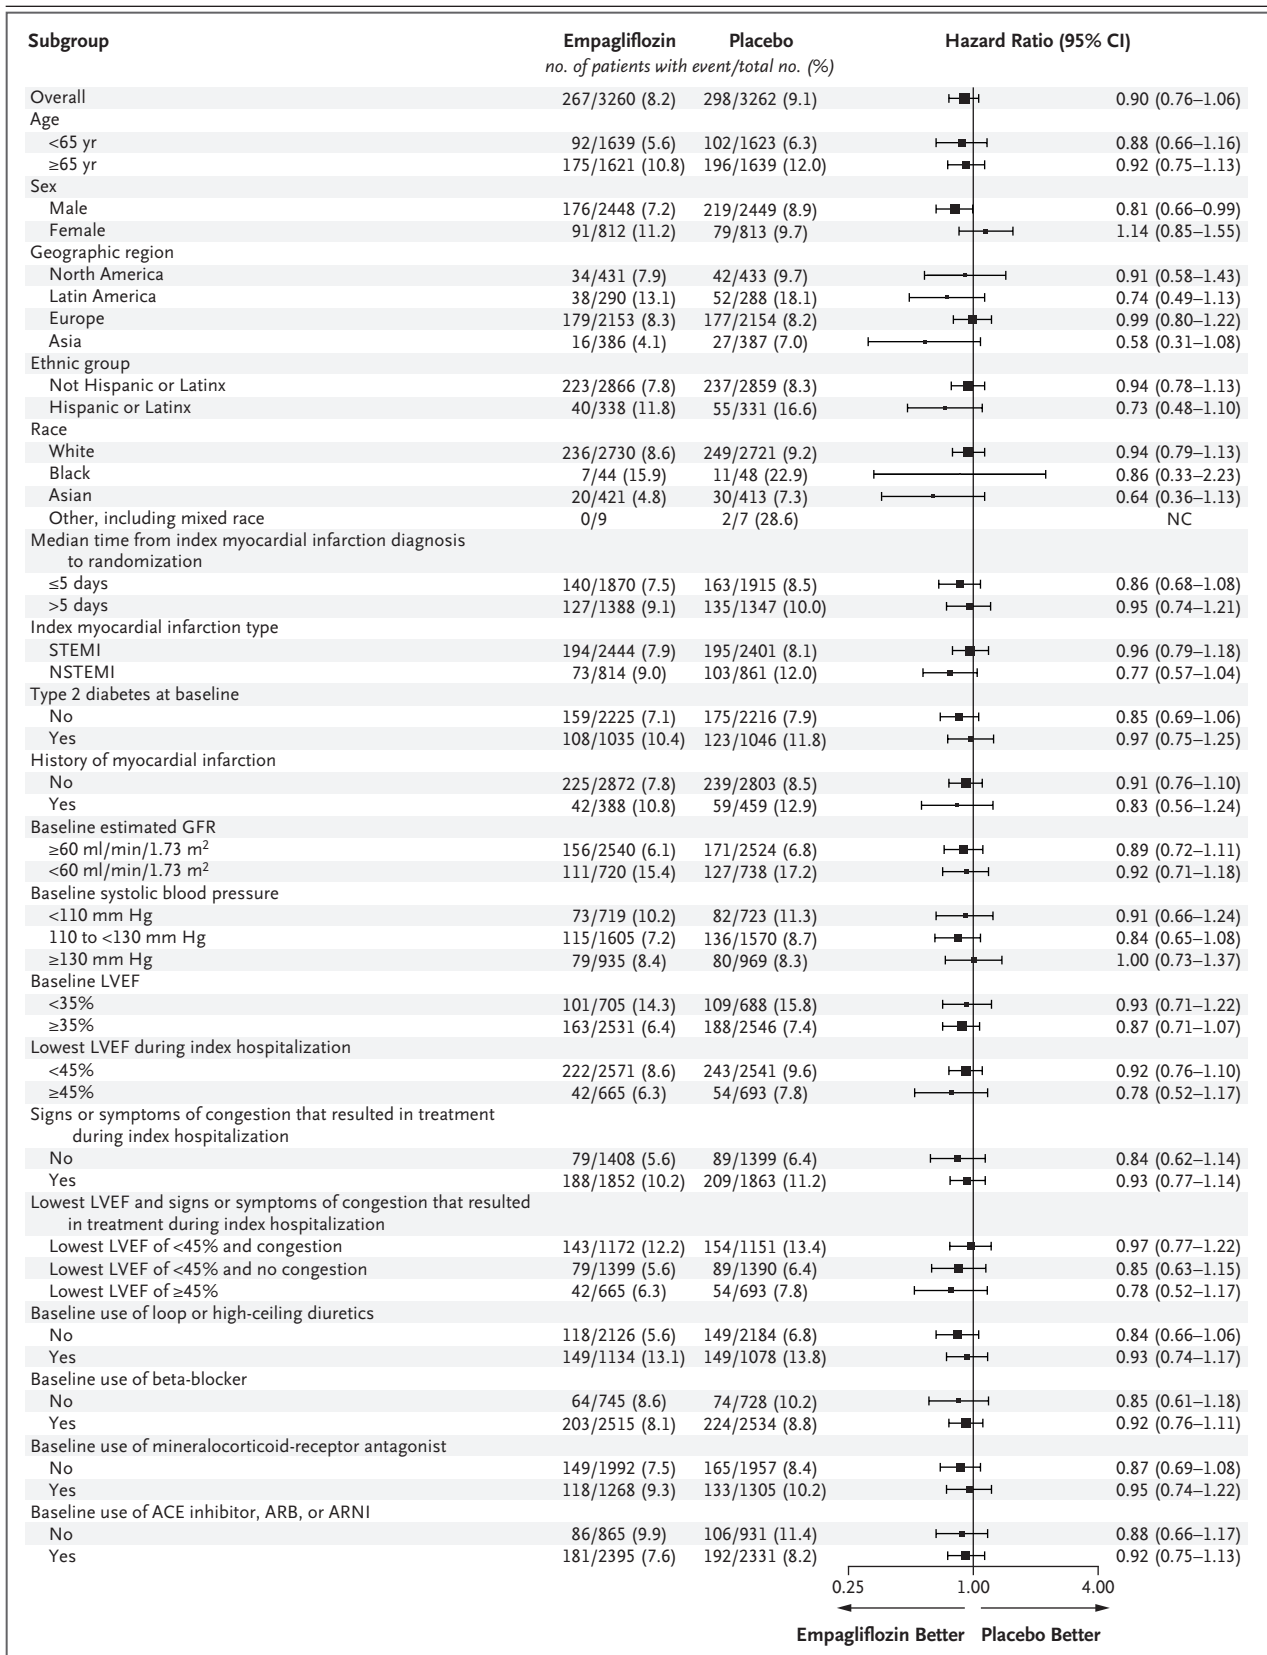 Subgroup Empagliflozin Placebo Hazard Ratio (95% CI)
no. of patients with event/total no. (%)
Overall 267/3260 (8.2) 298/3262 (9.1) 0.90 (0.76–1.06)
Age
<65 yr 92/1639 (5.6) 102/1623 (6.3) 0.88 (0.66–1.16)
≥65 yr 175/1621 (10.8) 196/1639 (12.0) 0.92 (0.75–1.13)
Sex
Male 176/2448 (7.2) 219/2449 (8.9) 0.81 (0.66–0.99)
Female 91/812 (11.2) 79/813 (9.7) 1.14 (0.85–1.55)
Geographic region
North America 34/431 (7.9) 42/433 (9.7) 0.91 (0.58–1.43)
Latin America 38/290 (13.1) 52/288 (18.1) 0.74 (0.49–1.13)
Europe 179/2153 (8.3) 177/2154 (8.2) 0.99 (0.80–1.22)
Asia 16/386 (4.1) 27/387 (7.0) 0.58 (0.31–1.08)
Ethnic group
Not Hispanic or Latinx 223/2866 (7.8) 237/2859 (8.3) 0.94 (0.78–1.13)
Hispanic or Latinx 40/338 (11.8) 55/331 (16.6) 0.73 (0.48–1.10)
Race
White 236/2730 (8.6) 249/2721 (9.2) 0.94 (0.79–1.13)
Black 7/44 (15.9) 11/48 (22.9) 0.86 (0.33–2.23)
Asian 20/421 (4.8) 30/413 (7.3) 0.64 (0.36–1.13)
Other, including mixed race 0/9 2/7 (28.6) NC
Median time from index myocardial infarction diagnosis
to randomization
≤5 days 140/1870 (7.5) 163/1915 (8.5) 0.86 (0.68–1.08)
>5 days 127/1388 (9.1) 135/1347 (10.0) 0.95 (0.74–1.21)
Index myocardial infarction type
STEMI 194/2444 (7.9) 195/2401 (8.1) 0.96 (0.79–1.18)
NSTEMI 73/814 (9.0) 103/861 (12.0) 0.77 (0.57–1.04)
Type 2 diabetes at baseline
No 159/2225 (7.1) 175/2216 (7.9) 0.85 (0.69–1.06)
Yes 108/1035 (10.4) 123/1046 (11.8) 0.97 (0.75–1.25)
History of myocardial infarction
No 225/2872 (7.8) 239/2803 (8.5) 0.91 (0.76–1.10)
Yes 42/388 (10.8) 59/459 (12.9) 0.83 (0.56–1.24)
Baseline estimated GFR
≥60 ml/min/1.73 m² 156/2540 (6.1) 171/2524 (6.8) 0.89 (0.72–1.11)
<60 ml/min/1.73 m² 111/720 (15.4) 127/738 (17.2) 0.92 (0.71–1.18)
Baseline systolic blood pressure
<110 mm Hg 73/719 (10.2) 82/723 (11.3) 0.91 (0.66–1.24)
110 to <130 mm Hg 115/1605 (7.2) 136/1570 (8.7) 0.84 (0.65–1.08)
≥130 mm Hg 79/935 (8.4) 80/969 (8.3) 1.00 (0.73–1.37)
Baseline LVEF
<35% 101/705 (14.3) 109/688 (15.8) 0.93 (0.71–1.22)
≥35% 163/2531 (6.4) 188/2546 (7.4) 0.87 (0.71–1.07)
Lowest LVEF during index hospitalization
<45% 222/2571 (8.6) 243/2541 (9.6) 0.92 (0.76–1.10)
≥45% 42/665 (6.3) 54/693 (7.8) 0.78 (0.52–1.17)
Signs or symptoms of congestion that resulted in treatment
during index hospitalization
No 79/1408 (5.6) 89/1399 (6.4) 0.84 (0.62–1.14)
Yes 188/1852 (10.2) 209/1863 (11.2) 0.93 (0.77–1.14)
Lowest LVEF and signs or symptoms of congestion that resulted
in treatment during index hospitalization
Lowest LVEF of <45% and congestion 143/1172 (12.2) 154/1151 (13.4) 0.97 (0.77–1.22)
Lowest LVEF of <45% and no congestion 79/1399 (5.6) 89/1390 (6.4) 0.85 (0.63–1.15)
Lowest LVEF of ≥45% 42/665 (6.3) 54/693 (7.8) 0.78 (0.52–1.17)
Baseline use of loop or high-ceiling diuretics
No 118/2126 (5.6) 149/2184 (6.8) 0.84 (0.66–1.06)
Yes 149/1134 (13.1) 149/1078 (13.8) 0.93 (0.74–1.17)
Baseline use of beta-blocker
No 64/745 (8.6) 74/728 (10.2) 0.85 (0.61–1.18)
Yes 203/2515 (8.1) 224/2534 (8.8) 0.92 (0.76–1.11)
Baseline use of mineralocorticoid-receptor antagonist
No 149/1992 (7.5) 165/1957 (8.4) 0.87 (0.69–1.08)
Yes 118/1268 (9.3) 133/1305 (10.2) 0.95 (0.74–1.22)
Baseline use of ACE inhibitor, ARB, or ARNI
No 86/865 (9.9) 106/931 (11.4) 0.88 (0.66–1.17)
Yes 181/2395 (7.6) 192/2331 (8.2) 0.92 (0.75–1.13)
0.25 1.00 4.00
Empagliflozin Better Placebo Better